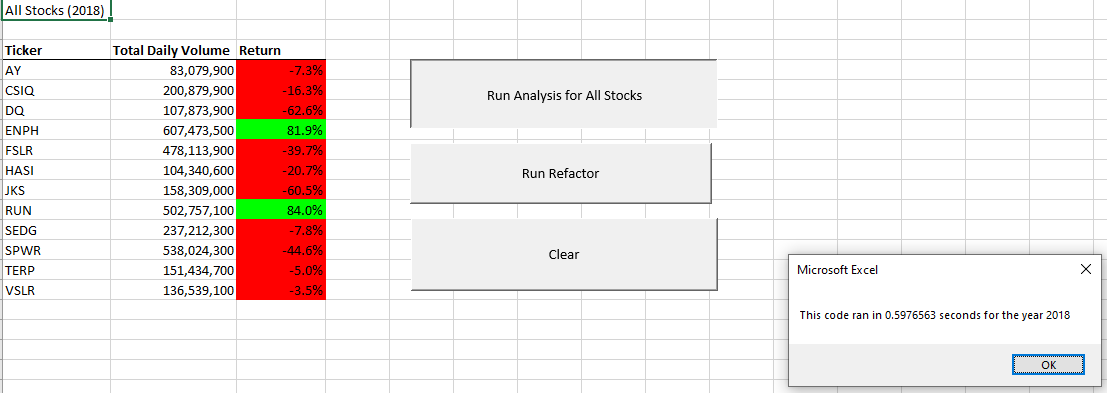 All Stocks (2018)
Ticker Total Daily Volume Return
AY 83,079,900 -7.3%
CSIQ 200,879,900 -16.3%
DQ 107,873,900 -62.6%
ENPH 607,473,500 81.9%
FSLR 478,113,900 -39.7%
HASI 104,340,600 -20.7%
JKS 158,309,000 -60.5%
RUN 502,757,100 84.0%
SEDG 237,212,300 -7.8%
SPWR 538,024,300 -44.6%
TERP 151,434,700 -5.0%
VSLR 136,539,100 -3.5%
Run Analysis for All Stocks
Run Refactor
Clear
Microsoft Excel
This code ran in 0.5976563 seconds for the year 2018
OK